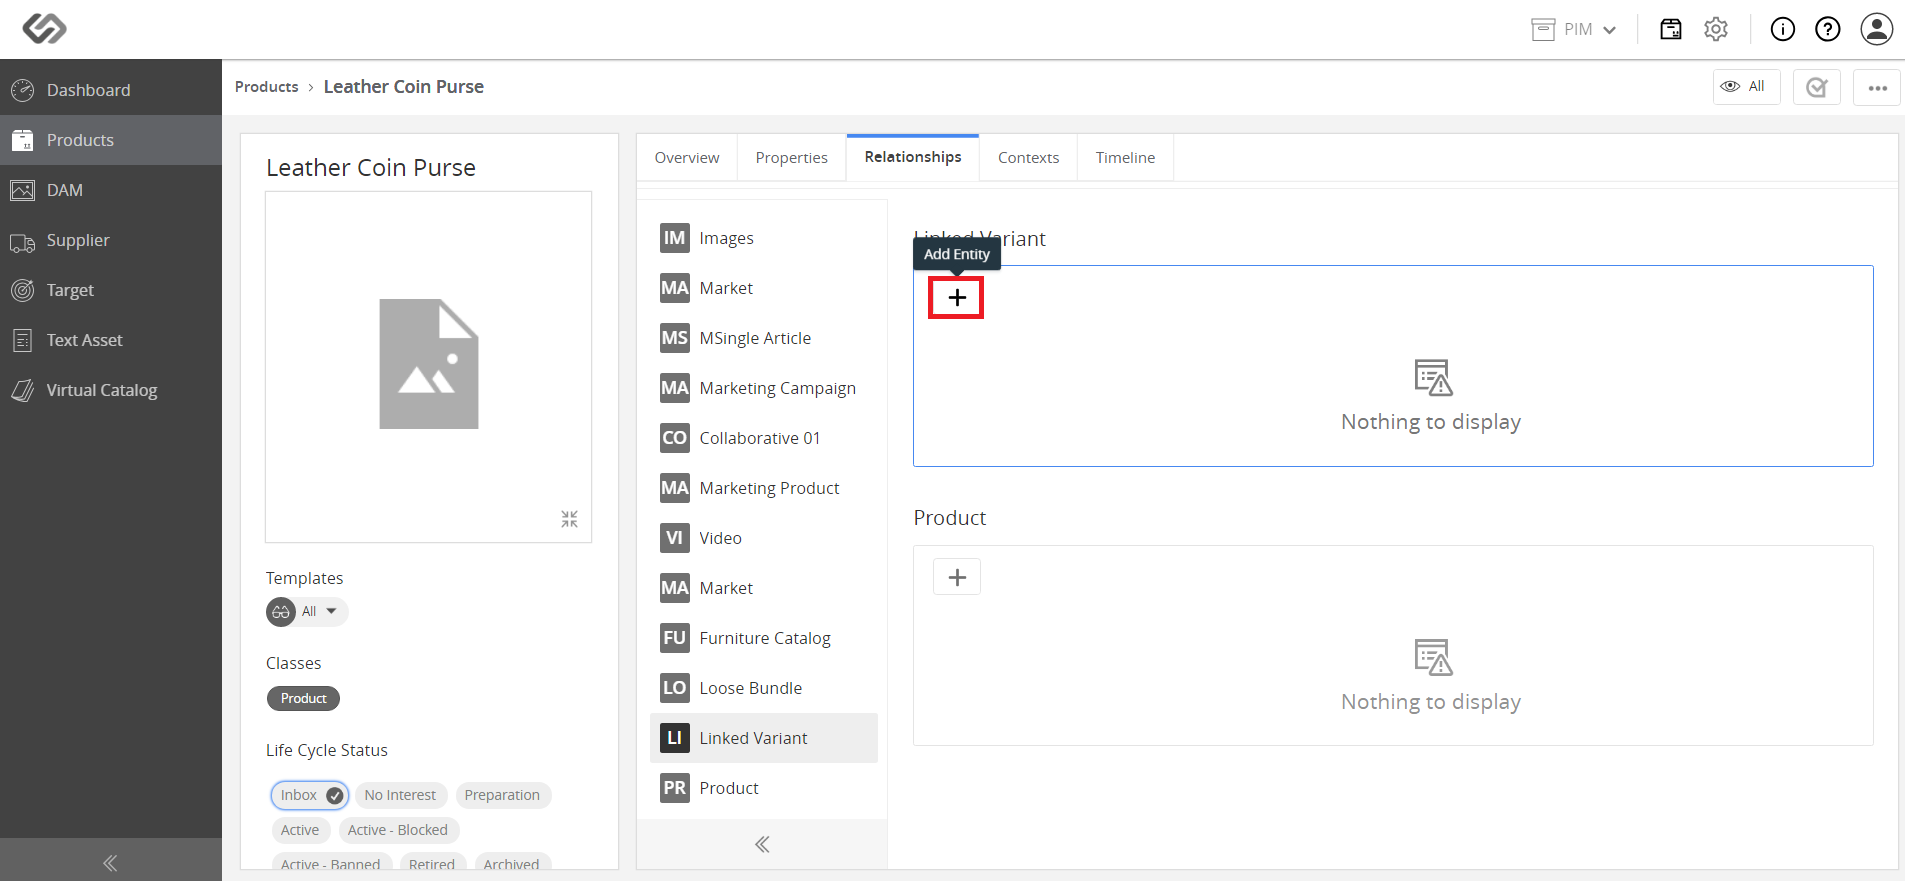 PIM
Dashboard
Products
DAM
Supplier
Target
Text Asset
Virtual Catalog
Products › Leather Coin Purse
All
Leather Coin Purse
Templates
All
Classes
Product
Life Cycle Status
Inbox No Interest Preparation
Active Active - Blocked
Active - Banned Retired Archived
Overview Properties Relationships Contexts Timeline
IM Images
MA Market
MS MSingle Article
MA Marketing Campaign
CO Collaborative 01
MA Marketing Product
VI Video
MA Market
FU Furniture Catalog
LO Loose Bundle
LI Linked Variant
PR Product
Linked Variant
Add Entity
Nothing to display
Product
Nothing to display